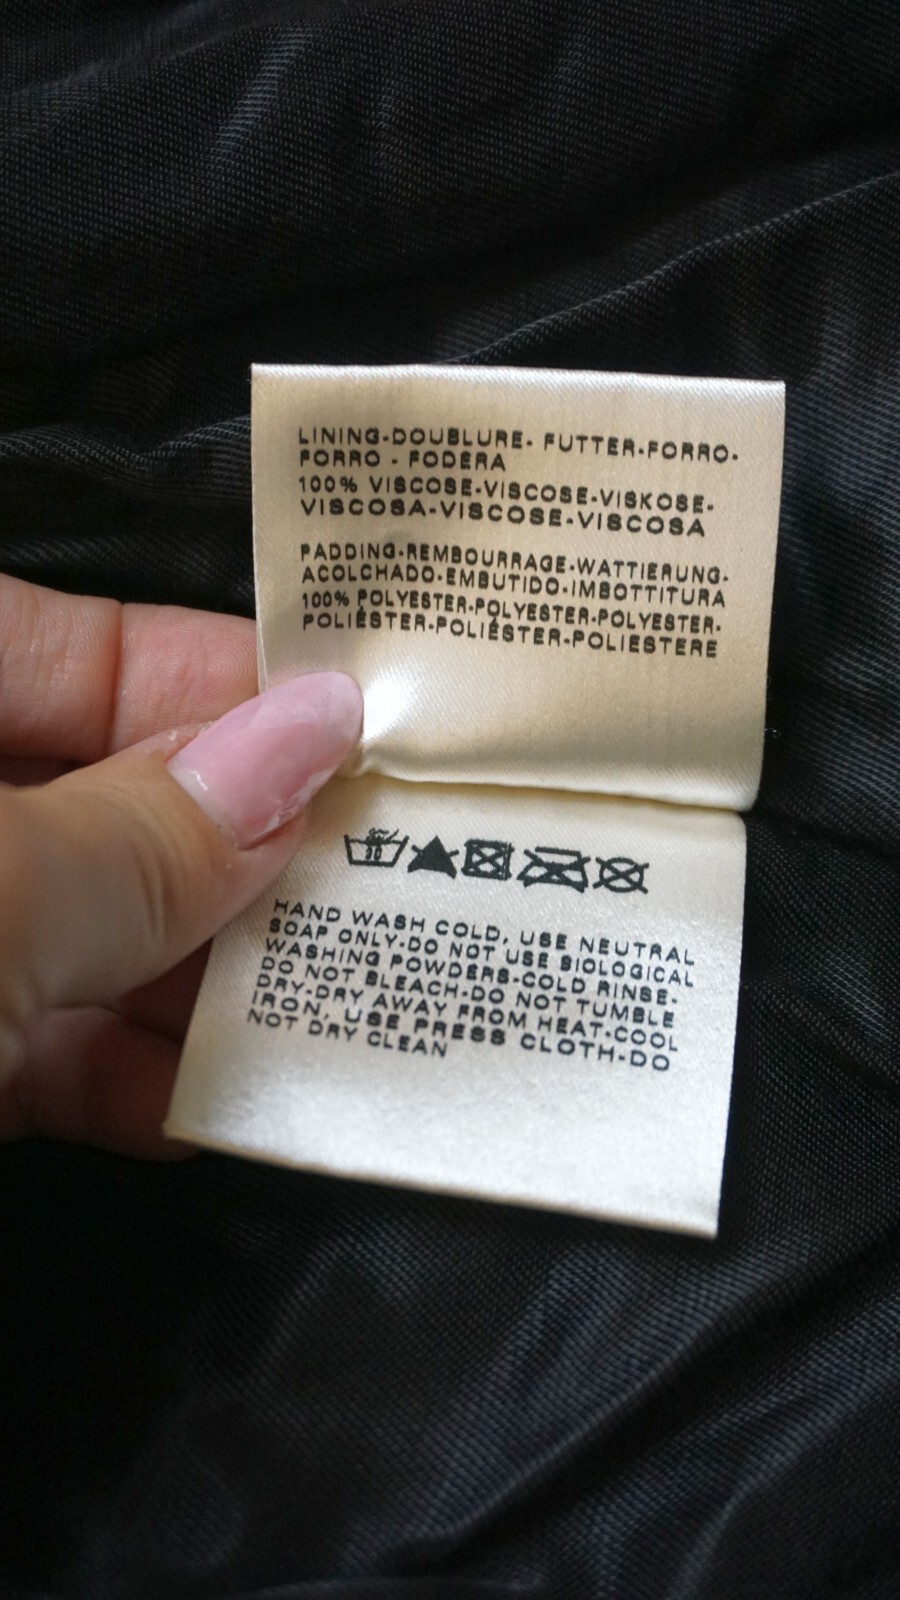 LINING-DOUBLURE- FUTTER-FORRO-
FORRO - FODERA
100% VISCOSE-VISCOSE-VISKOSE-
VISCOSA-VISCOSE-VISCOSA
PADDING-REMBOURRAGE-WATTIERUNG-
ACOLCHADO-EMBUTIDO-IMBOTTITURA
100% POLYESTER-POLYESTER-POLYESTER-
POLIÉSTER-POLIÉSTER-POLIESTERE
30
HAND WASH COLD, USE NEUTRAL
SOAP ONLY-DO NOT USE BIOLOGICAL
WASHING POWDERS-COLD RINSE-
DO NOT BLEACH-DO NOT TUMBLE
DRY-DRY AWAY FROM HEAT-COOL
IRON, USE PRESS CLOTH-DO
NOT DRY CLEAN